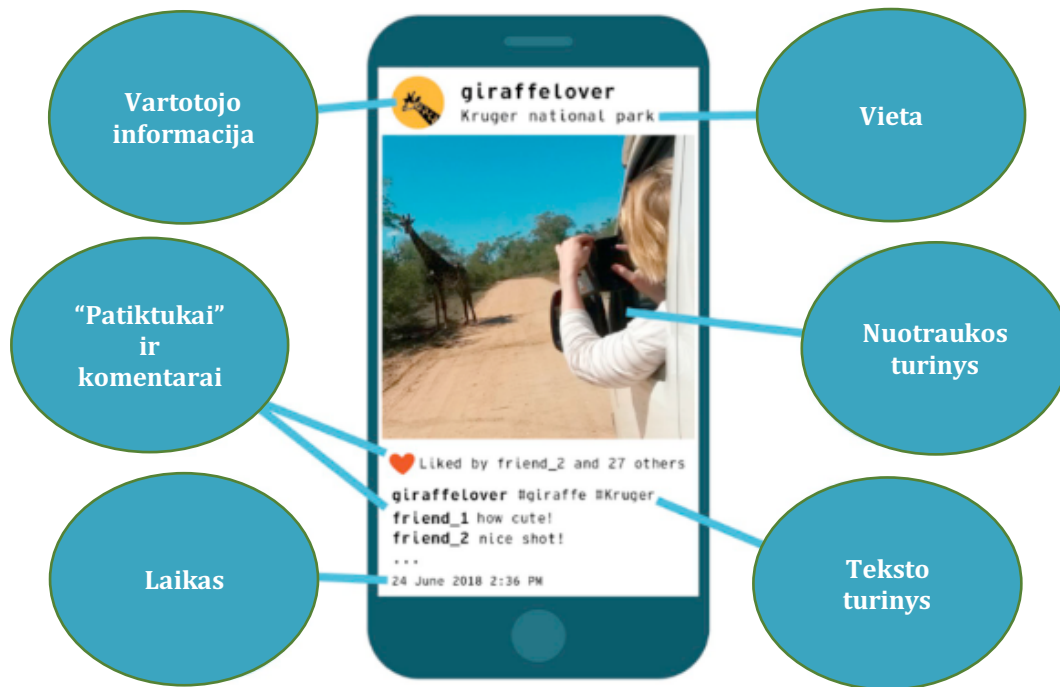 Vartotojo
informacija
giraffelover
Kruger national park
Vieta
“Patiktukai”
ir
komentarai
Nuotraukos
turinys
Liked by friend_2 and 27 others
giraffelover #giraffe #Kruger
friend_1 how cute!
friend_2 nice shot!
...
24 June 2018 2:36 PM
Laikas
Teksto
turinys